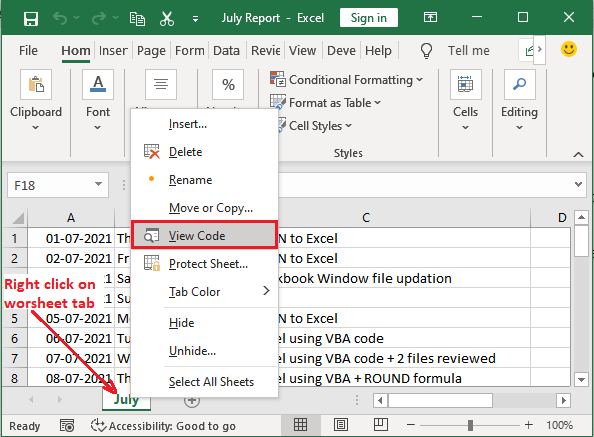 July Report - Excel
Sign in
File Hom Inser Page Form Data Revie View Deve Help Tell me
Clipboard
Font
%
Conditional Formatting
Format as Table
Cell Styles
Styles
Cells
Editing
F18
Insert...
Delete
Rename
Move or Copy...
View Code
Protect Sheet...
Tab Color
Hide
Unhide...
Select All Sheets
A C D
1 01-07-2021 Th N to Excel
2 02-07-2021 Fr N to Excel
1 Sa kbook Window file updation
1 Su
5 05-07-2021 M N to Excel
6 06-07-2021 Tu el using VBA code
7 07-07-2021 W el using VBA code + 2 files reviewed
8 08-07-2021 Th el using VBA + ROUND formula
Right click on
worsheet tab
July
Ready Accessibility: Good to go 100%